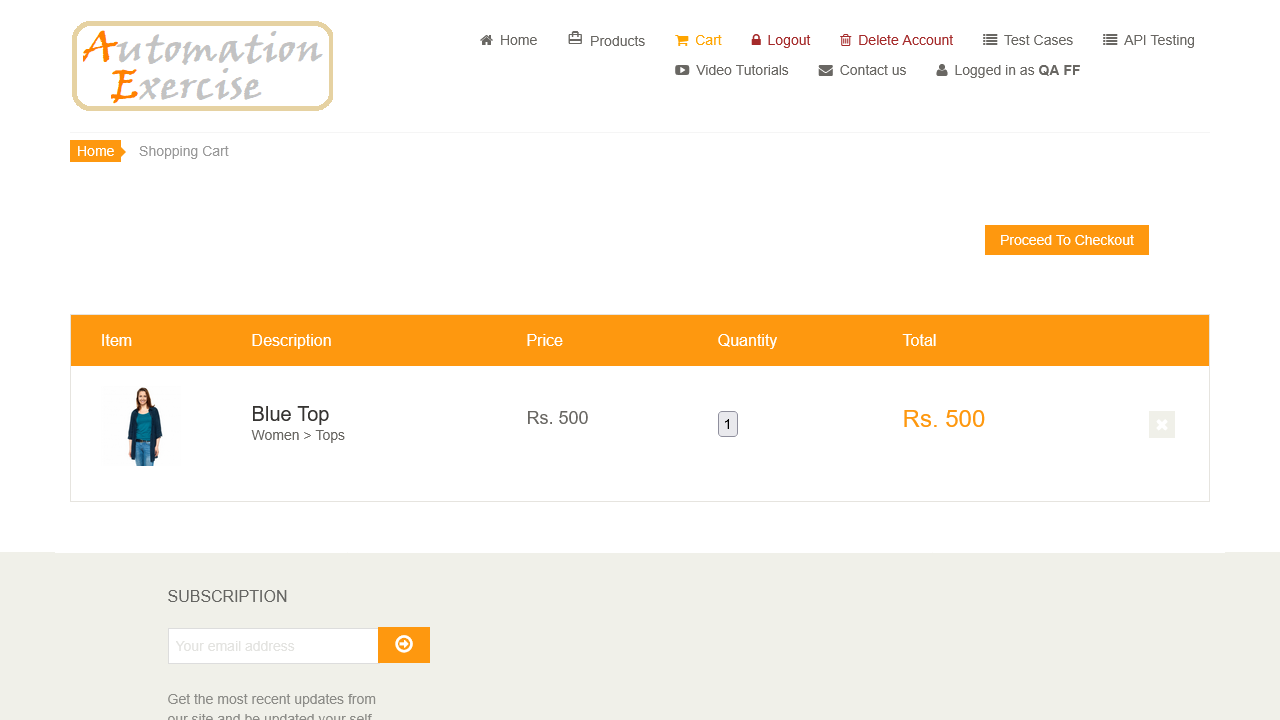 Automation
Exercise
Home Products Cart Logout Delete Account Test Cases API Testing
Video Tutorials Contact us Logged in as QA FF
Home Shopping Cart
Proceed To Checkout
Item Description Price Quantity Total
Blue Top
Women > Tops
Rs. 500
1
Rs. 500
SUBSCRIPTION
Your email address
Get the most recent updates from
our site and be updated your self